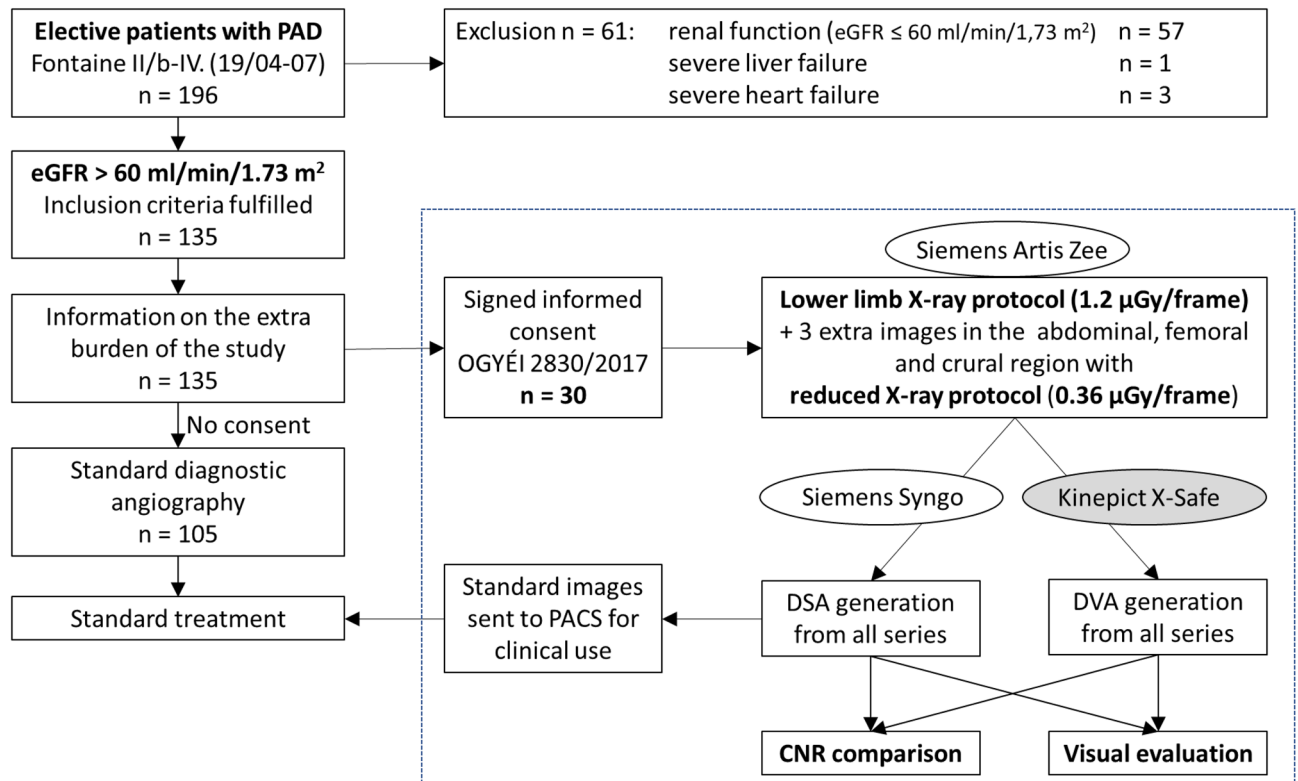 Elective patients with PAD
Fontaine II/b-IV. (19/04-07)
n = 196
Exclusion n = 61: renal function (eGFR ≤ 60 ml/min/1,73 m²) n = 57
severe liver failure n = 1
severe heart failure n = 3
eGFR > 60 ml/min/1.73 m²
Inclusion criteria fulfilled
n = 135
Information on the extra
burden of the study
n = 135
No consent
Standard diagnostic
angiography
n = 105
Standard treatment
Signed informed
consent
OGYÉI 2830/2017
n = 30
Siemens Artis Zee
Lower limb X-ray protocol (1.2 μGy/frame)
+ 3 extra images in the abdominal, femoral
and crural region with
reduced X-ray protocol (0.36 μGy/frame)
Siemens Syngo
Kinepict X-Safe
Standard images
sent to PACS for
clinical use
DSA generation
from all series
DVA generation
from all series
CNR comparison
Visual evaluation